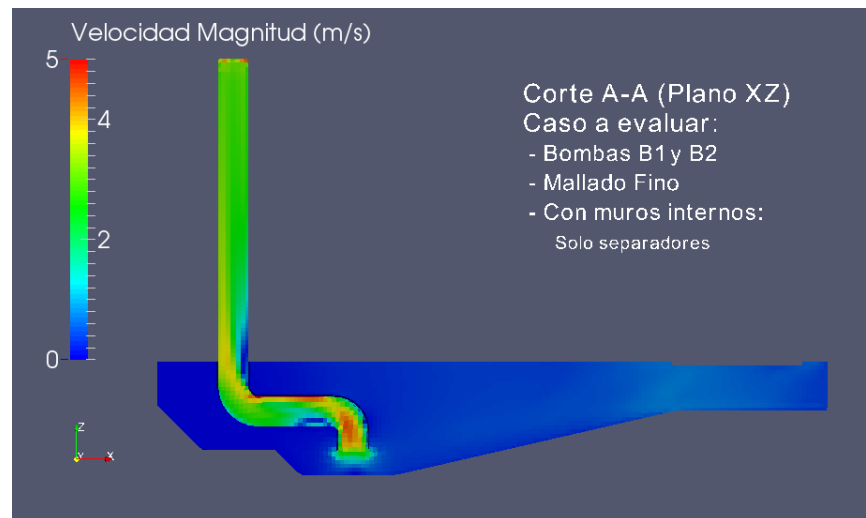 Velocidad Magnitud (m/s)
5
4
2
0
Corte A-A (Plano XZ)
Caso a evaluar:
- Bombas B1 y B2
- Mallado Fino
- Con muros internos:
Solo separadores
Z
Y
X